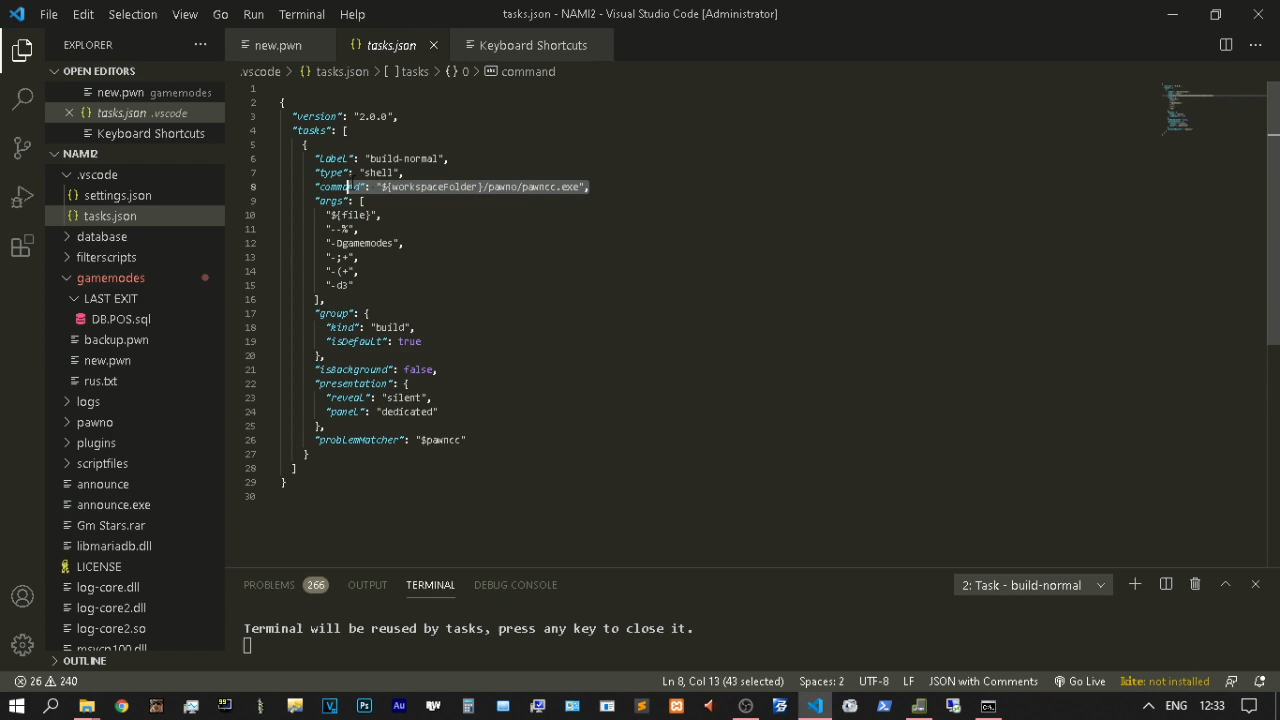 File Edit Selection View Go Run Terminal Help
tasks.json - NAMI2 - Visual Studio Code [Administrator]
EXPLORER
OPEN EDITORS
new.pwn gamemodes
tasks.json .vscode
Keyboard Shortcuts
NAMI2
.vscode
settings.json
tasks.json
database
filterscripts
gamemodes
LAST EXIT
DB.POS.sql
backup.pwn
new.pwn
rus.txt
logs
pawno
plugins
scriptfiles
announce
announce.exe
Gm Stars.rar
libmariadb.dll
LICENSE
log-core.dll
log-core2.dll
log-core2.so
msvcp100.dll
OUTLINE
new.pwn {} tasks.json Keyboard Shortcuts
.vscode > {} tasks.json > [ ] tasks > {} 0 > command
1
2 {
3 "version": "2.0.0",
4 "tasks": [
5 {
6 "label": "build-normal",
7 "type": "shell",
8 "command": "${workspaceFolder}/pawno/pawncc.exe",
9 "args": [
10 "${file}",
11 "--%",
12 "-Dgamemodes",
13 "-;+",
14 "-(+",
15 "-d3"
16 ],
17 "group": {
18 "kind": "build",
19 "isDefault": true
20 },
21 "isBackground": false,
22 "presentation": {
23 "reveal": "silent",
24 "panel": "dedicated"
25 },
26 "problemMatcher": "$pawncc"
27 }
28 ]
29 }
30
PROBLEMS 266 OUTPUT TERMINAL DEBUG CONSOLE
2: Task - build-normal
Terminal will be reused by tasks, press any key to close it.
26 240
Ln 8, Col 13 (43 selected) Spaces: 2 UTF-8 LF JSON with Comments Go Live kite: not installed
ENG 12:33